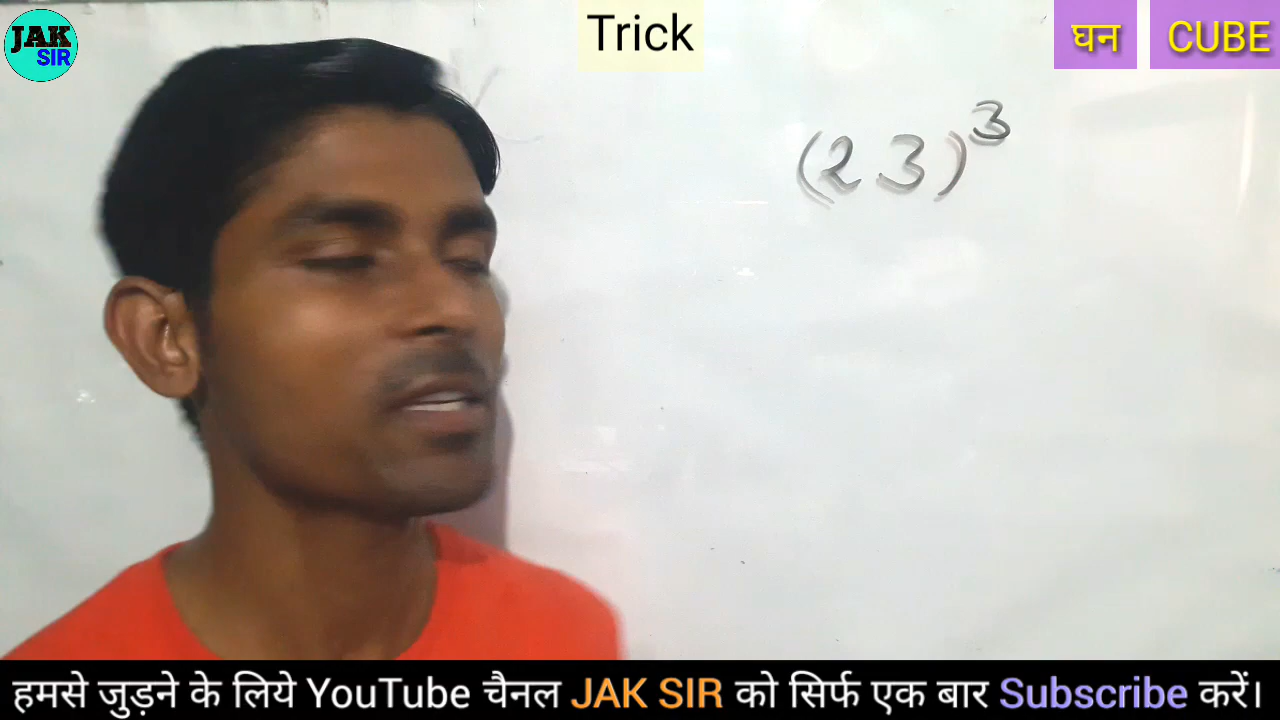 JAK
SIR
Trick
घन
CUBE
(23)³
हमसे जुड़ने के लिये YouTube चैनल JAK SIR को सिर्फ एक बार Subscribe करें।